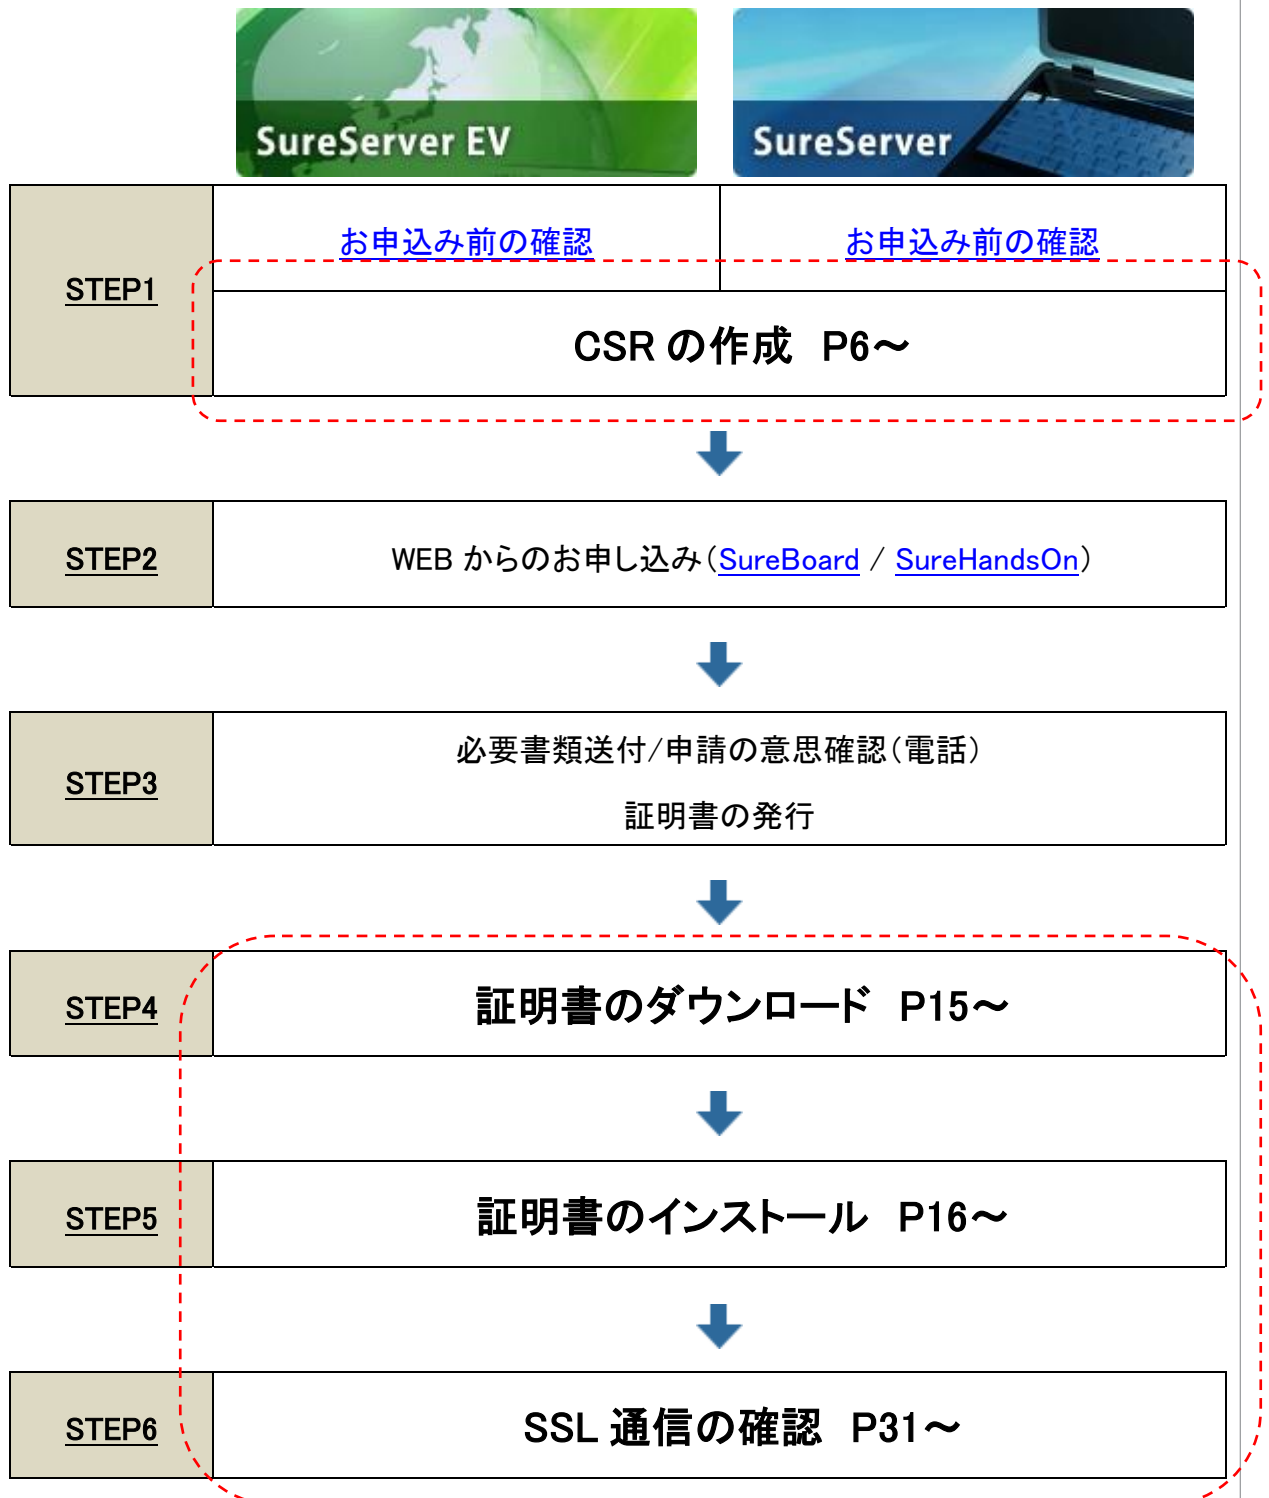 SureServer EV
SureServer
お申込み前の確認
お申込み前の確認
STEP1
CSR の作成　P6～
STEP2
WEB からのお申し込み（SureBoard / SureHandsOn）
STEP3
必要書類送付/申請の意思確認（電話）
証明書の発行
STEP4
証明書のダウンロード　P15～
STEP5
証明書のインストール　P16～
STEP6
SSL 通信の確認　P31～